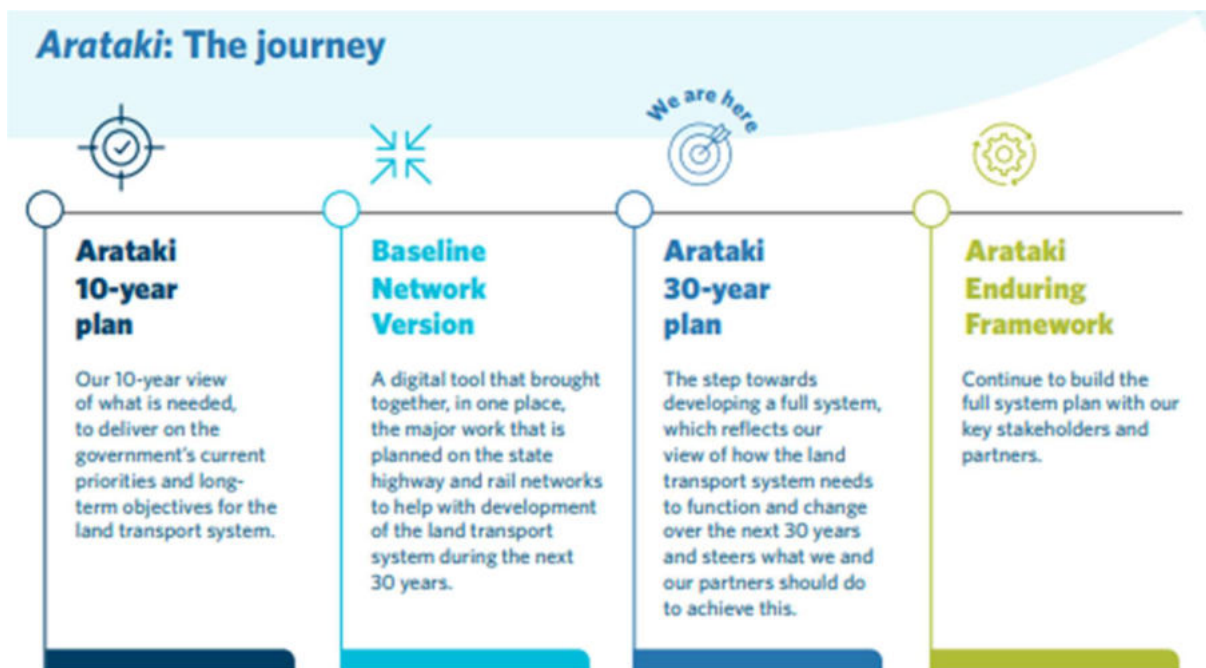 Arataki: The journey
We are here
Arataki
10-year
plan
Our 10-year view
of what is needed,
to deliver on the
government's current
priorities and long-
term objectives for the
land transport system.
Baseline
Network
Version
A digital tool that brought
together, in one place,
the major work that is
planned on the state
highway and rail networks
to help with development
of the land transport
system during the next
30 years.
Arataki
30-year
plan
The step towards
developing a full system,
which reflects our
view of how the land
transport system needs
to function and change
over the next 30 years
and steers what we and
our partners should do
to achieve this.
Arataki
Enduring
Framework
Continue to build the
full system plan with our
key stakeholders and
partners.